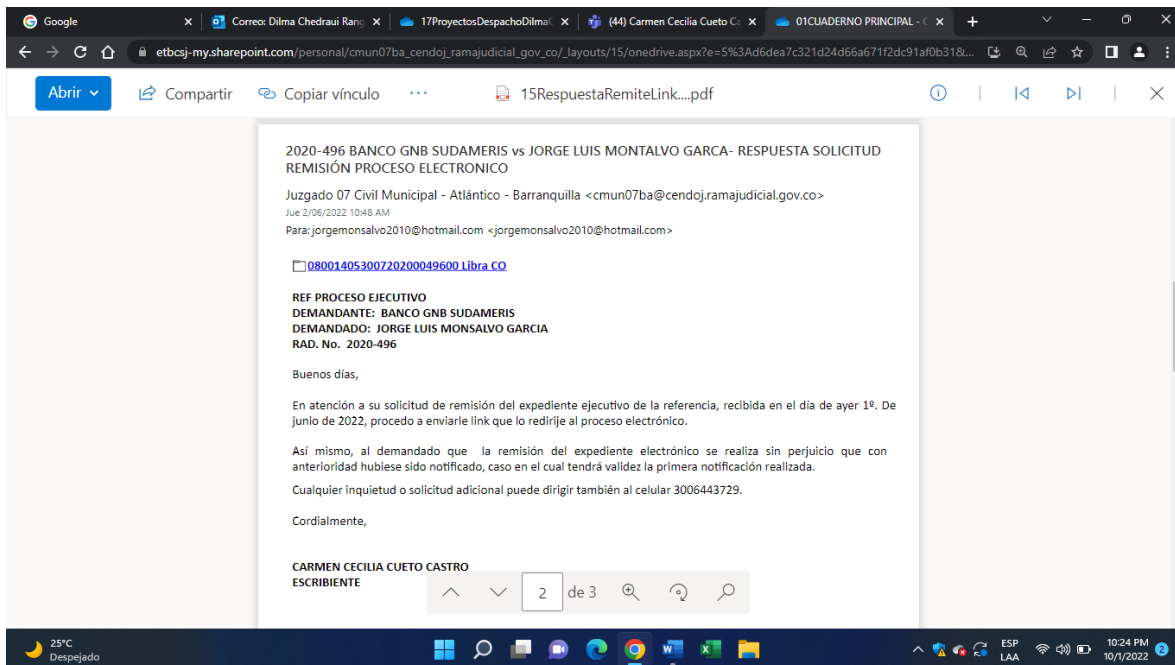 Google
Correo: Dilma Chedraui Rang
17ProyectosDespachoDilmaC
(44) Carmen Cecilia Cueto Ca
01CUADERNO PRINCIPAL - C
etbcsj-my.sharepoint.com/personal/cmun07ba_cendoj_ramajudicial_gov_co/_layouts/15/onedrive.aspx?e=5%3Ad6dea7c321d24d66a671f2dc91af0b318&...
Abrir
Compartir
Copiar vínculo
...
15RespuestaRemiteLink....pdf
2020-496 BANCO GNB SUDAMERIS vs JORGE LUIS MONTALVO GARCA- RESPUESTA SOLICITUD
REMISIÓN PROCESO ELECTRONICO
Juzgado 07 Civil Municipal - Atlántico - Barranquilla <cmun07ba@cendoj.ramajudicial.gov.co>
Jue 2/06/2022 10:48 AM
Para: jorgemonsalvo2010@hotmail.com <jorgemonsalvo2010@hotmail.com>
08001405300720200049600 Libra CO
REF PROCESO EJECUTIVO
DEMANDANTE: BANCO GNB SUDAMERIS
DEMANDADO: JORGE LUIS MONSALVO GARCIA
RAD. No. 2020-496
Buenos días,
En atención a su solicitud de remisión del expediente ejecutivo de la referencia, recibida en el día de ayer 1º. De
junio de 2022, procedo a enviarle link que lo redirije al proceso electrónico.
Así mismo, al demandado que la remisión del expediente electrónico se realiza sin perjuicio que con
anterioridad hubiese sido notificado, caso en el cual tendrá validez la primera notificación realizada.
Cualquier inquietud o solicitud adicional puede dirigir también al celular 3006443729.
Cordialmente,
CARMEN CECILIA CUETO CASTRO
ESCRIBIENTE
2 de 3
25°C
Despejado
ESP
LAA
10:24 PM
10/1/2022
2